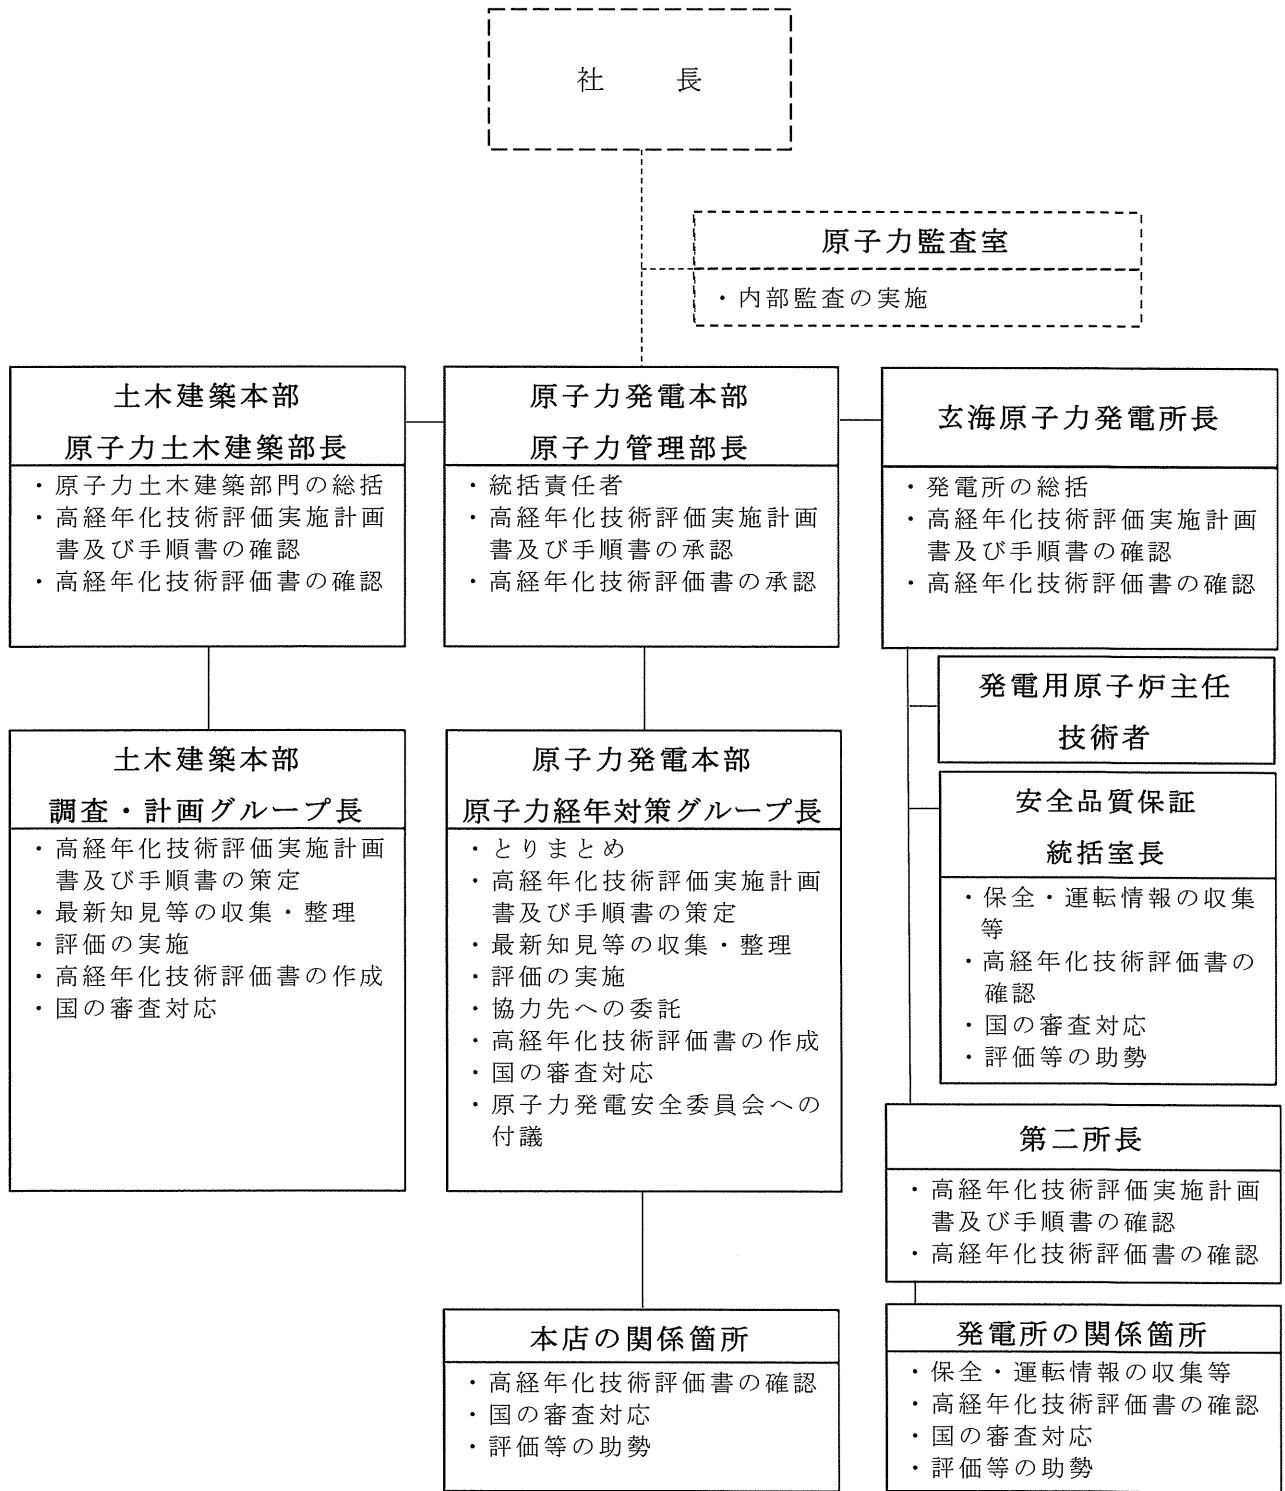 社長
原子力監査室
・内部監査の実施
土木建築本部
原子力土木建築部長
・原子力土木建築部門の総括
・高経年化技術評価実施計画
書及び手順書の確認
・高経年化技術評価書の確認
原子力発電本部
原子力管理部長
・統括責任者
・高経年化技術評価実施計画
書及び手順書の承認
・高経年化技術評価書の承認
玄海原子力発電所長
・発電所の総括
・高経年化技術評価実施計画
書及び手順書の確認
・高経年化技術評価書の確認
土木建築本部
調査・計画グループ長
・高経年化技術評価実施計画
書及び手順書の策定
・最新知見等の収集・整理
・評価の実施
・高経年化技術評価書の作成
・国の審査対応
原子力発電本部
原子力経年対策グループ長
・とりまとめ
・高経年化技術評価実施計画
書及び手順書の策定
・最新知見等の収集・整理
・評価の実施
・協力先への委託
・高経年化技術評価書の作成
・国の審査対応
・原子力発電安全委員会への
付議
発電用原子炉主任
技術者
安全品質保証
統括室長
・保全・運転情報の収集
等
・高経年化技術評価書の
確認
・国の審査対応
・評価等の助勢
第二所長
・高経年化技術評価実施計画
書及び手順書の確認
・高経年化技術評価書の確認
本店の関係箇所
・高経年化技術評価書の確認
・国の審査対応
・評価等の助勢
発電所の関係箇所
・保全・運転情報の収集等
・高経年化技術評価書の確認
・国の審査対応
・評価等の助勢